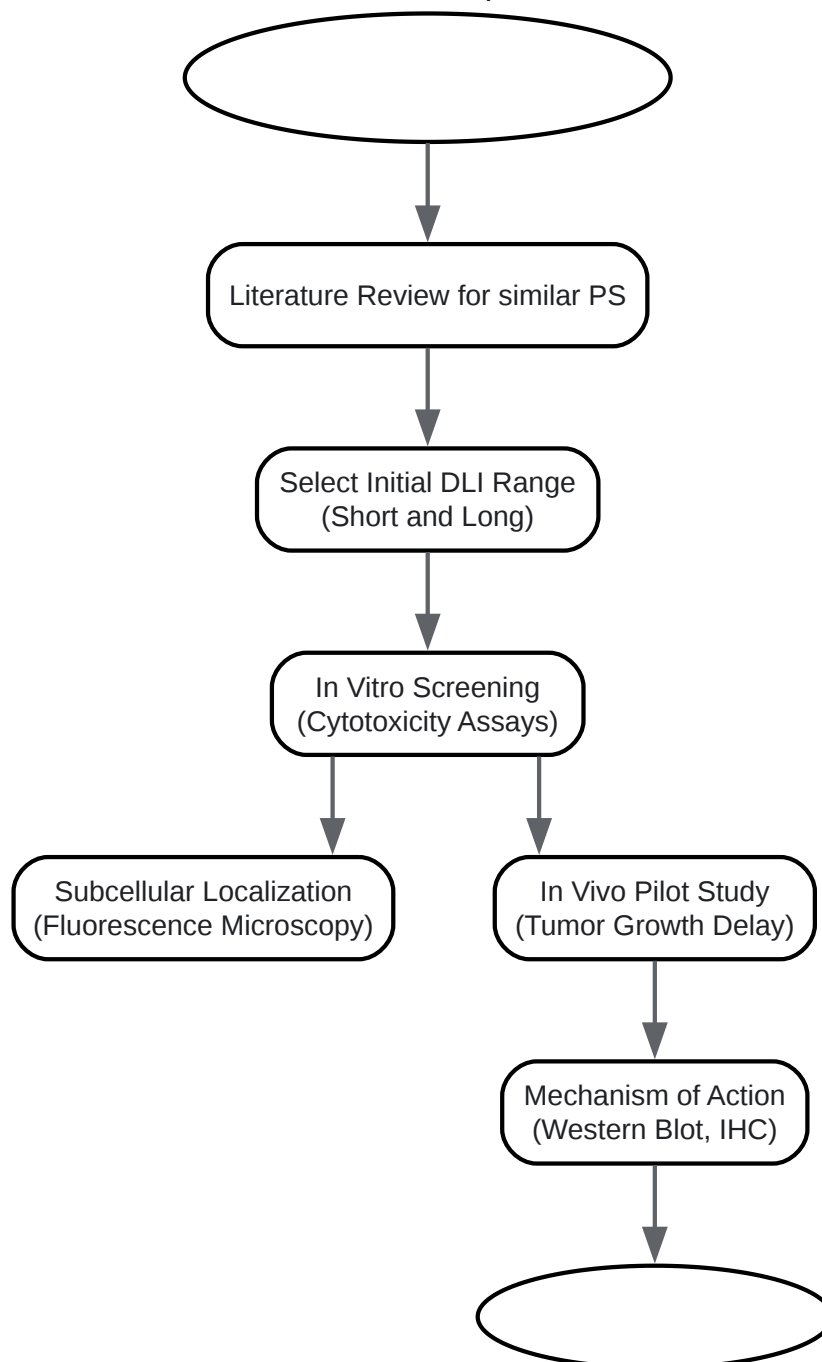 Literature Review for similar PS
Select Initial DLI Range
(Short and Long)
In Vitro Screening
(Cytotoxicity Assays)
Subcellular Localization
(Fluorescence Microscopy)
In Vivo Pilot Study
(Tumor Growth Delay)
Mechanism of Action
(Western Blot, IHC)